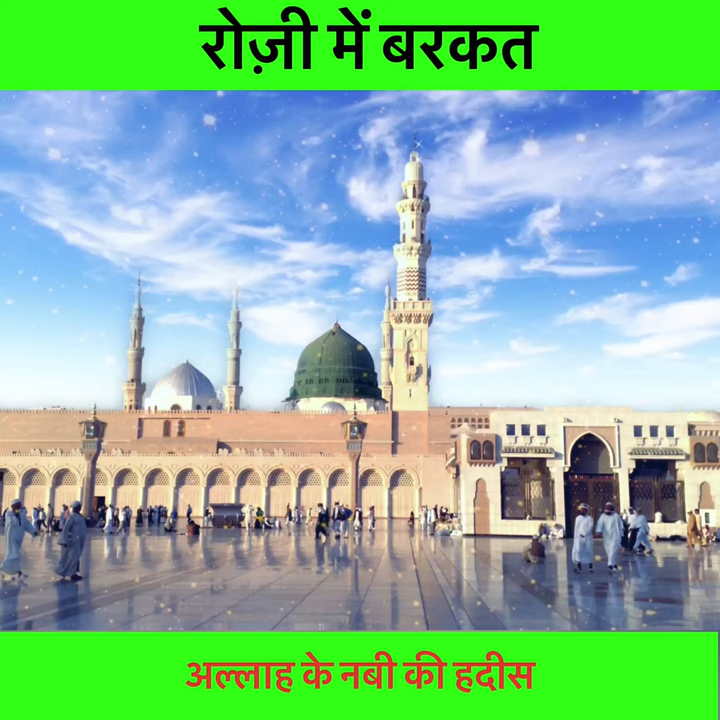 रोज़ी में बरकत
अल्लाह के नबी की हदीस